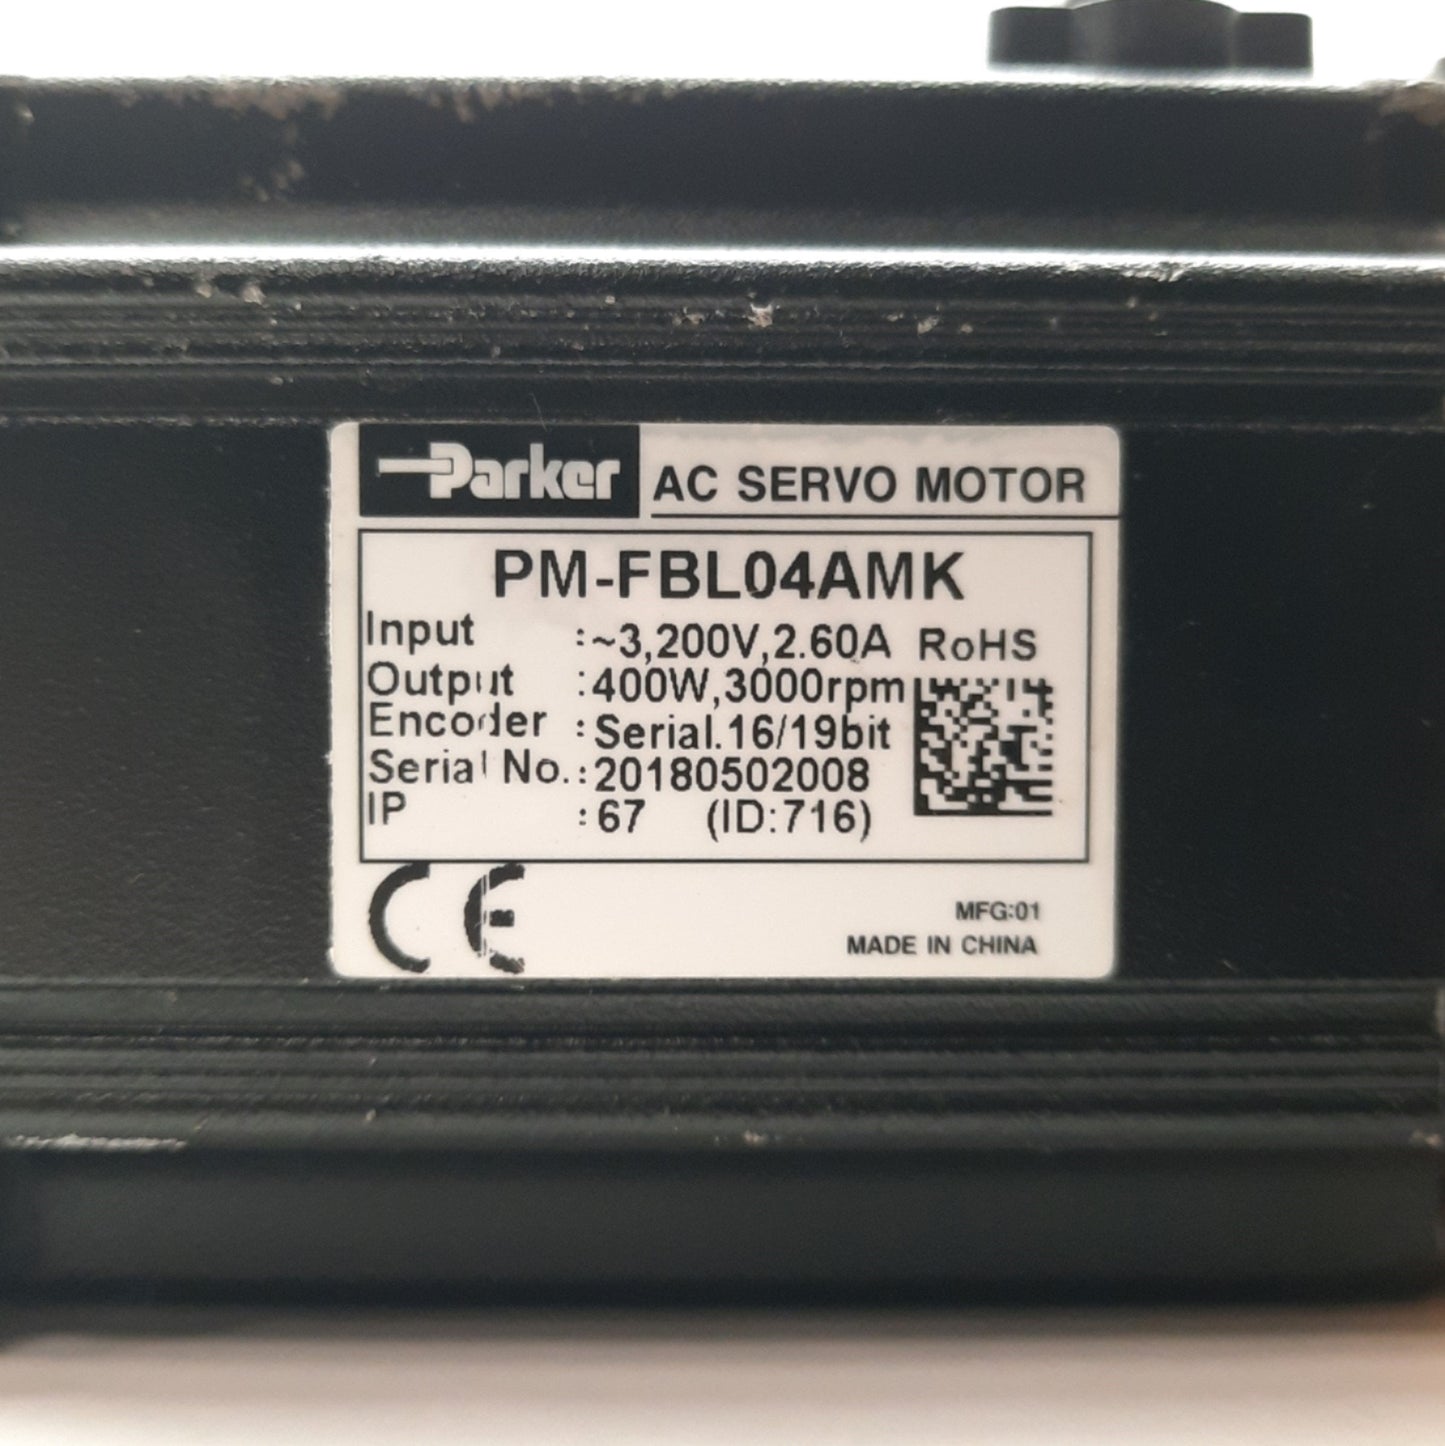 Parker AC SERVO MOTOR
PM-FBL04AMK
Input :~3,200V,2.60A RoHS
Output :400W,3000rpm
Encoder :Serial.16/19bit
Serial No.:20180502008
IP :67 (ID:716)
CE
MFG:01
MADE IN CHINA